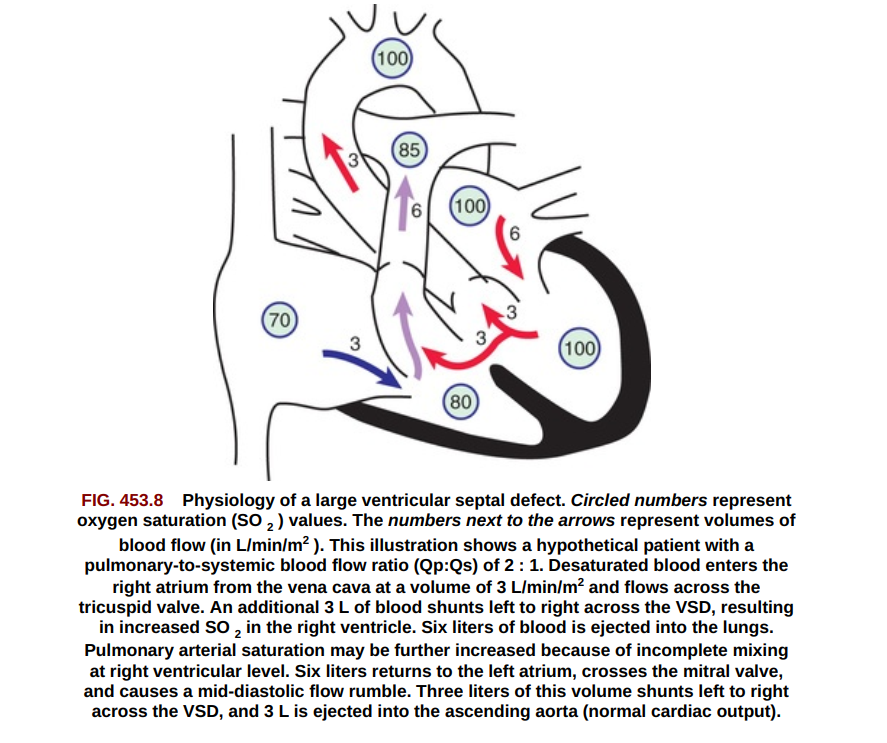 100
3
85
6
100
6
70
3
3
3
100
80
FIG. 453.8 Physiology of a large ventricular septal defect. Circled numbers represent
oxygen saturation (SO 2 ) values. The numbers next to the arrows represent volumes of
blood flow (in L/min/m2 ). This illustration shows a hypothetical patient with a
pulmonary-to-systemic blood flow ratio (Qp:Qs) of 2 : 1. Desaturated blood enters the
right atrium from the vena cava at a volume of 3 L/min/m2 and flows across the
tricuspid valve. An additional 3 L of blood shunts left to right across the VSD, resulting
in increased SO 2 in the right ventricle. Six liters of blood is ejected into the lungs.
Pulmonary arterial saturation may be further increased because of incomplete mixing
at right ventricular level. Six liters returns to the left atrium, crosses the mitral valve,
and causes a mid-diastolic flow rumble. Three liters of this volume shunts left to right
across the VSD, and 3 L is ejected into the ascending aorta (normal cardiac output).